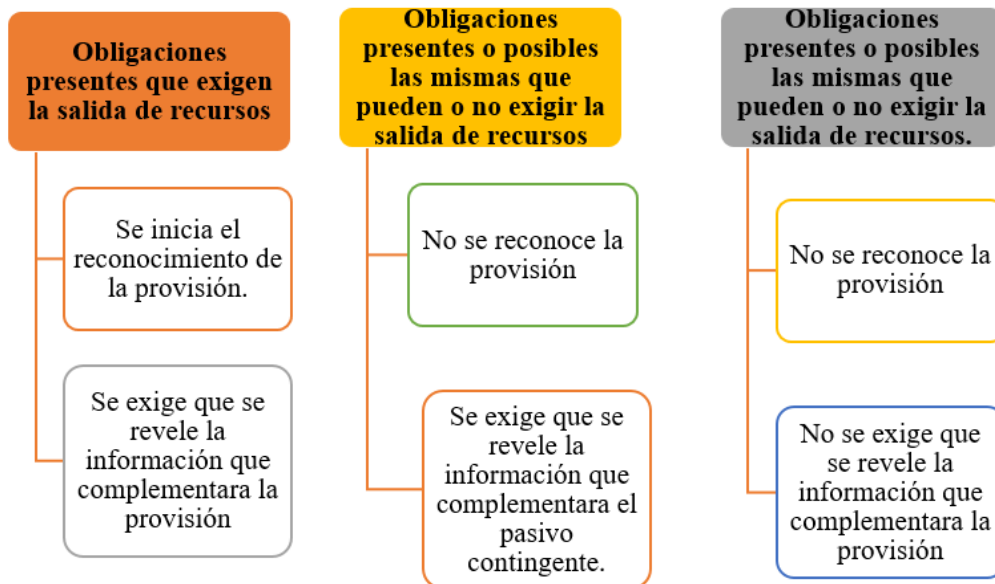 Obligaciones
presentes que exigen
la salida de recursos
Se inicia el
reconocimiento de
la provisión.
Se exige que se
revele la
información que
complementara la
provisión
Obligaciones
presentes o posibles
las mismas que
pueden o no exigir la
salida de recursos
No se reconoce la
provisión
Se exige que se
revele la
información que
complementara el
pasivo
contingente.
Obligaciones
presentes o posibles
las mismas que
pueden o no exigir la
salida de recursos.
No se reconoce la
provisión
No se exige que
se revele la
información que
complementara la
provisión